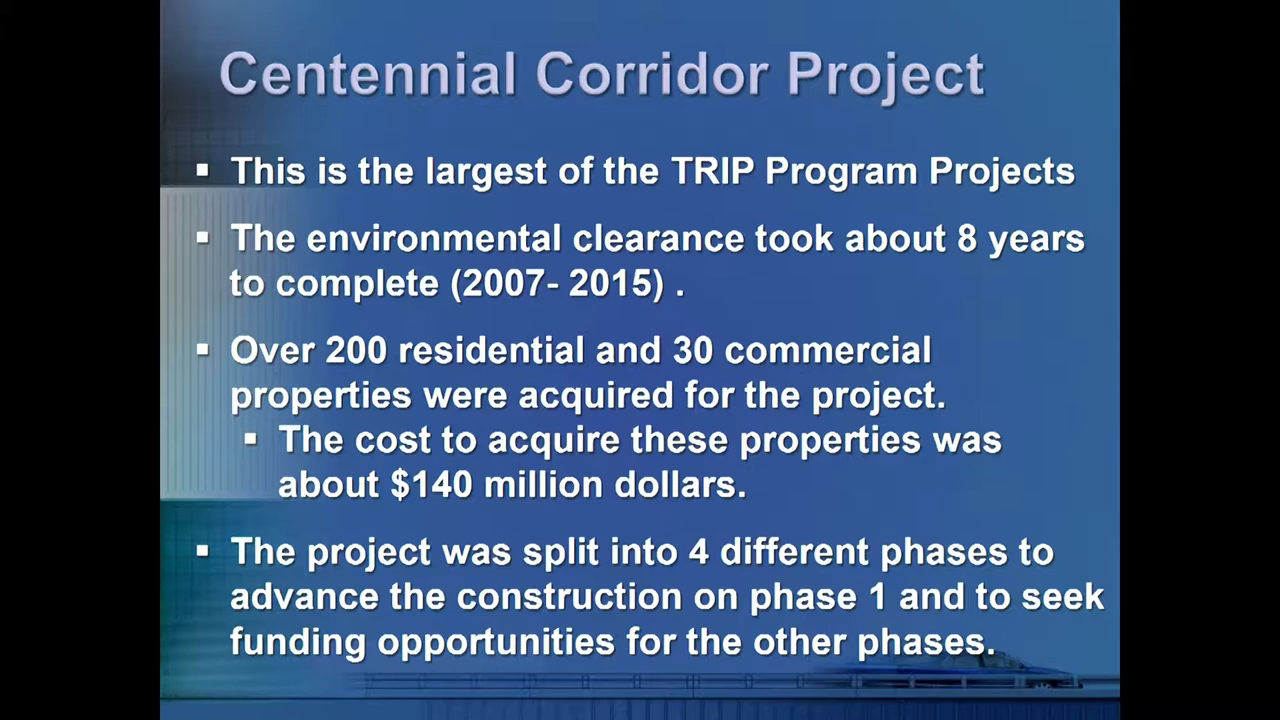 Centennial Corridor Project
▪ This is the largest of the TRIP Program Projects
▪ The environmental clearance took about 8 years
to complete (2007- 2015) .
▪ Over 200 residential and 30 commercial
properties were acquired for the project.
▪ The cost to acquire these properties was
about $140 million dollars.
▪ The project was split into 4 different phases to
advance the construction on phase 1 and to seek
funding opportunities for the other phases.